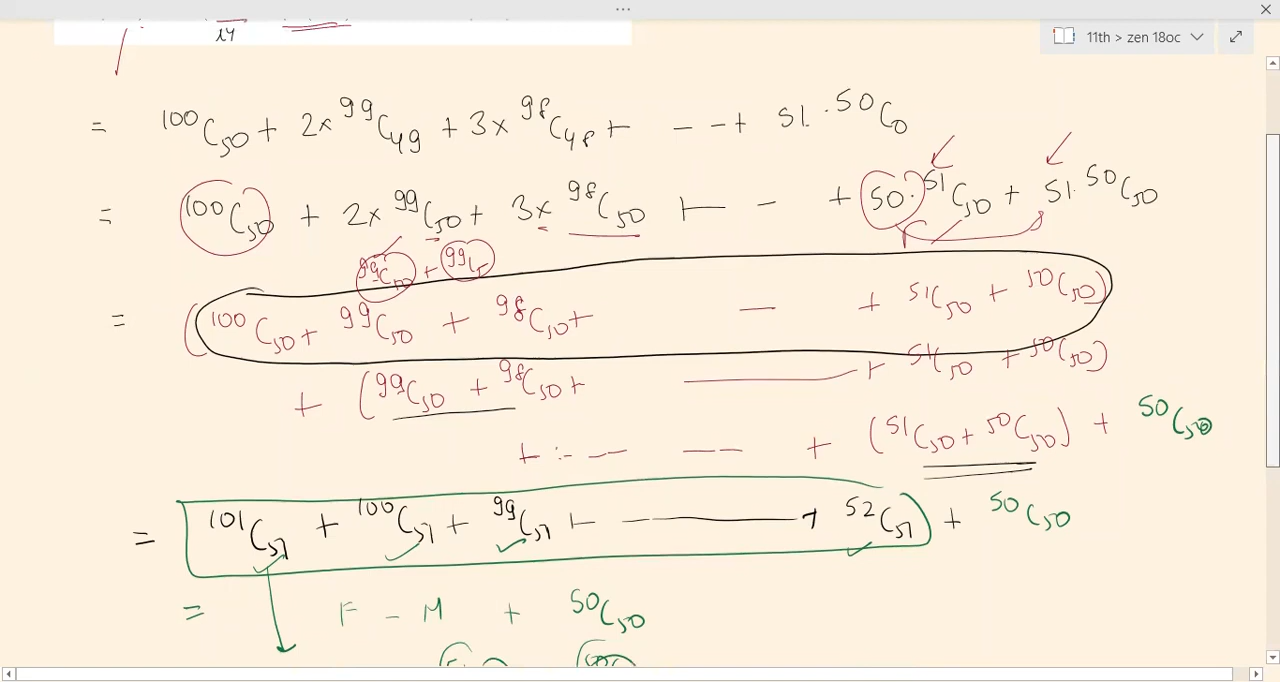 11th > zen 18oc
= ¹⁰⁰C₅₀ + 2× ⁹⁹C₄₉ + 3× ⁹⁸C₄₈ + - - + 51 . ⁵⁰C₀
= ¹⁰⁰C₅₀ + 2× ⁹⁹C₅₀ + 3× ⁹⁸C₅₀ + - - + 50 . ⁵¹C₅₀ + 51 . ⁵⁰C₅₀
⁹⁹C₅₀ + ⁹⁹C₅
= (¹⁰⁰C₅₀ + ⁹⁹C₅₀ + ⁹⁸C₅₀ + — + ⁵¹C₅₀ + ⁵⁰C₅₀)
+ (⁹⁹C₅₀ + ⁹⁸C₅₀ + — + ⁵¹C₅₀ + ⁵⁰C₅₀)
+ - — — — + (⁵¹C₅₀ + ⁵⁰C₅₀) + ⁵⁰C₅₀
= ¹⁰¹C₅₁ + ¹⁰⁰C₅₁ + ⁹⁹C₅₁ + — + ⁵²C₅₁ + ⁵⁰C₅₀
= F - M + ⁵⁰C₅₀